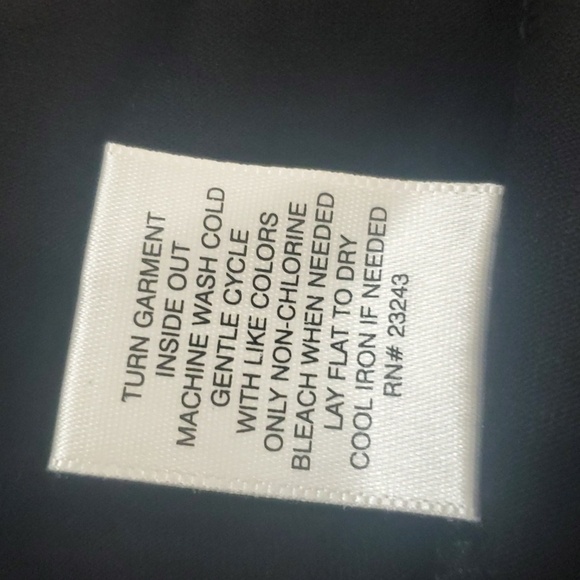 TURN GARMENT
INSIDE OUT
MACHINE WASH COLD
GENTLE CYCLE
WITH LIKE COLORS
ONLY NON-CHLORINE
BLEACH WHEN NEEDED
LAY FLAT TO DRY
COOL IRON IF NEEDED
RN# 23243